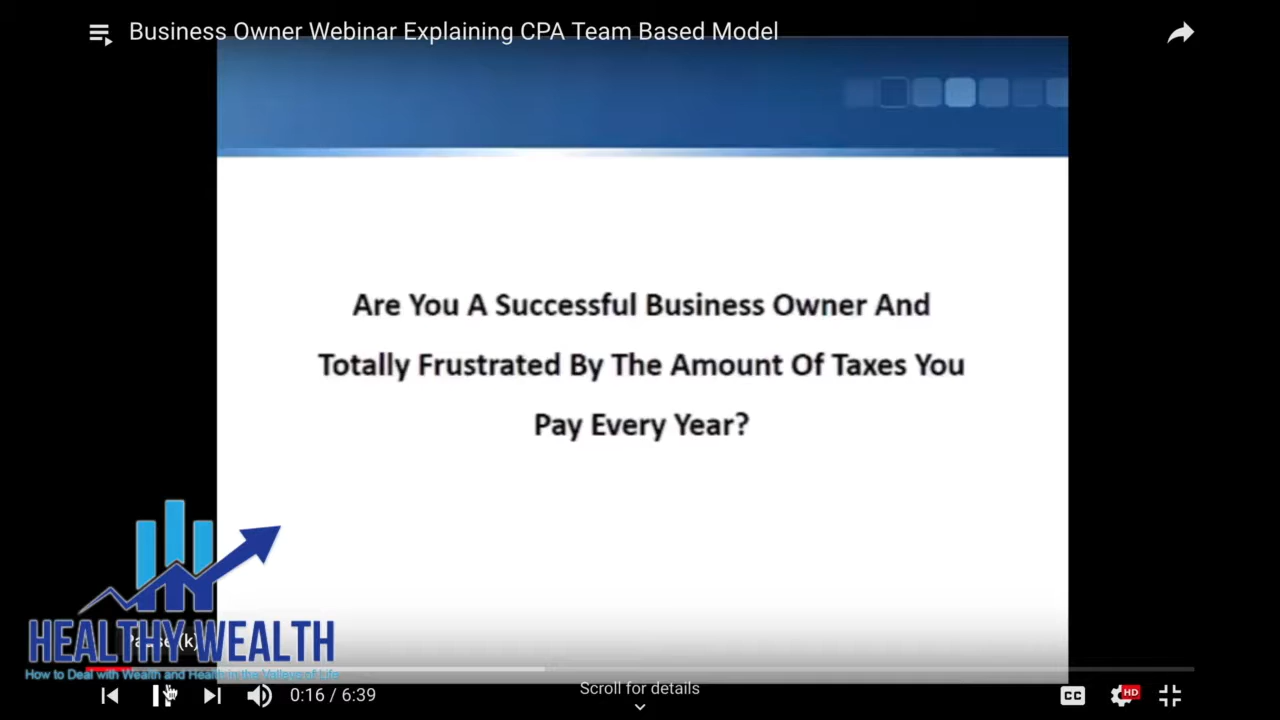 Business Owner Webinar Explaining CPA Team Based Model
Are You A Successful Business Owner And
Totally Frustrated By The Amount Of Taxes You
Pay Every Year?
Pause (k)
HEALTHY WEALTH
How to Deal with Wealth and Health in the Valleys of Life
0:16 / 6:39
Scroll for details
CC
HD